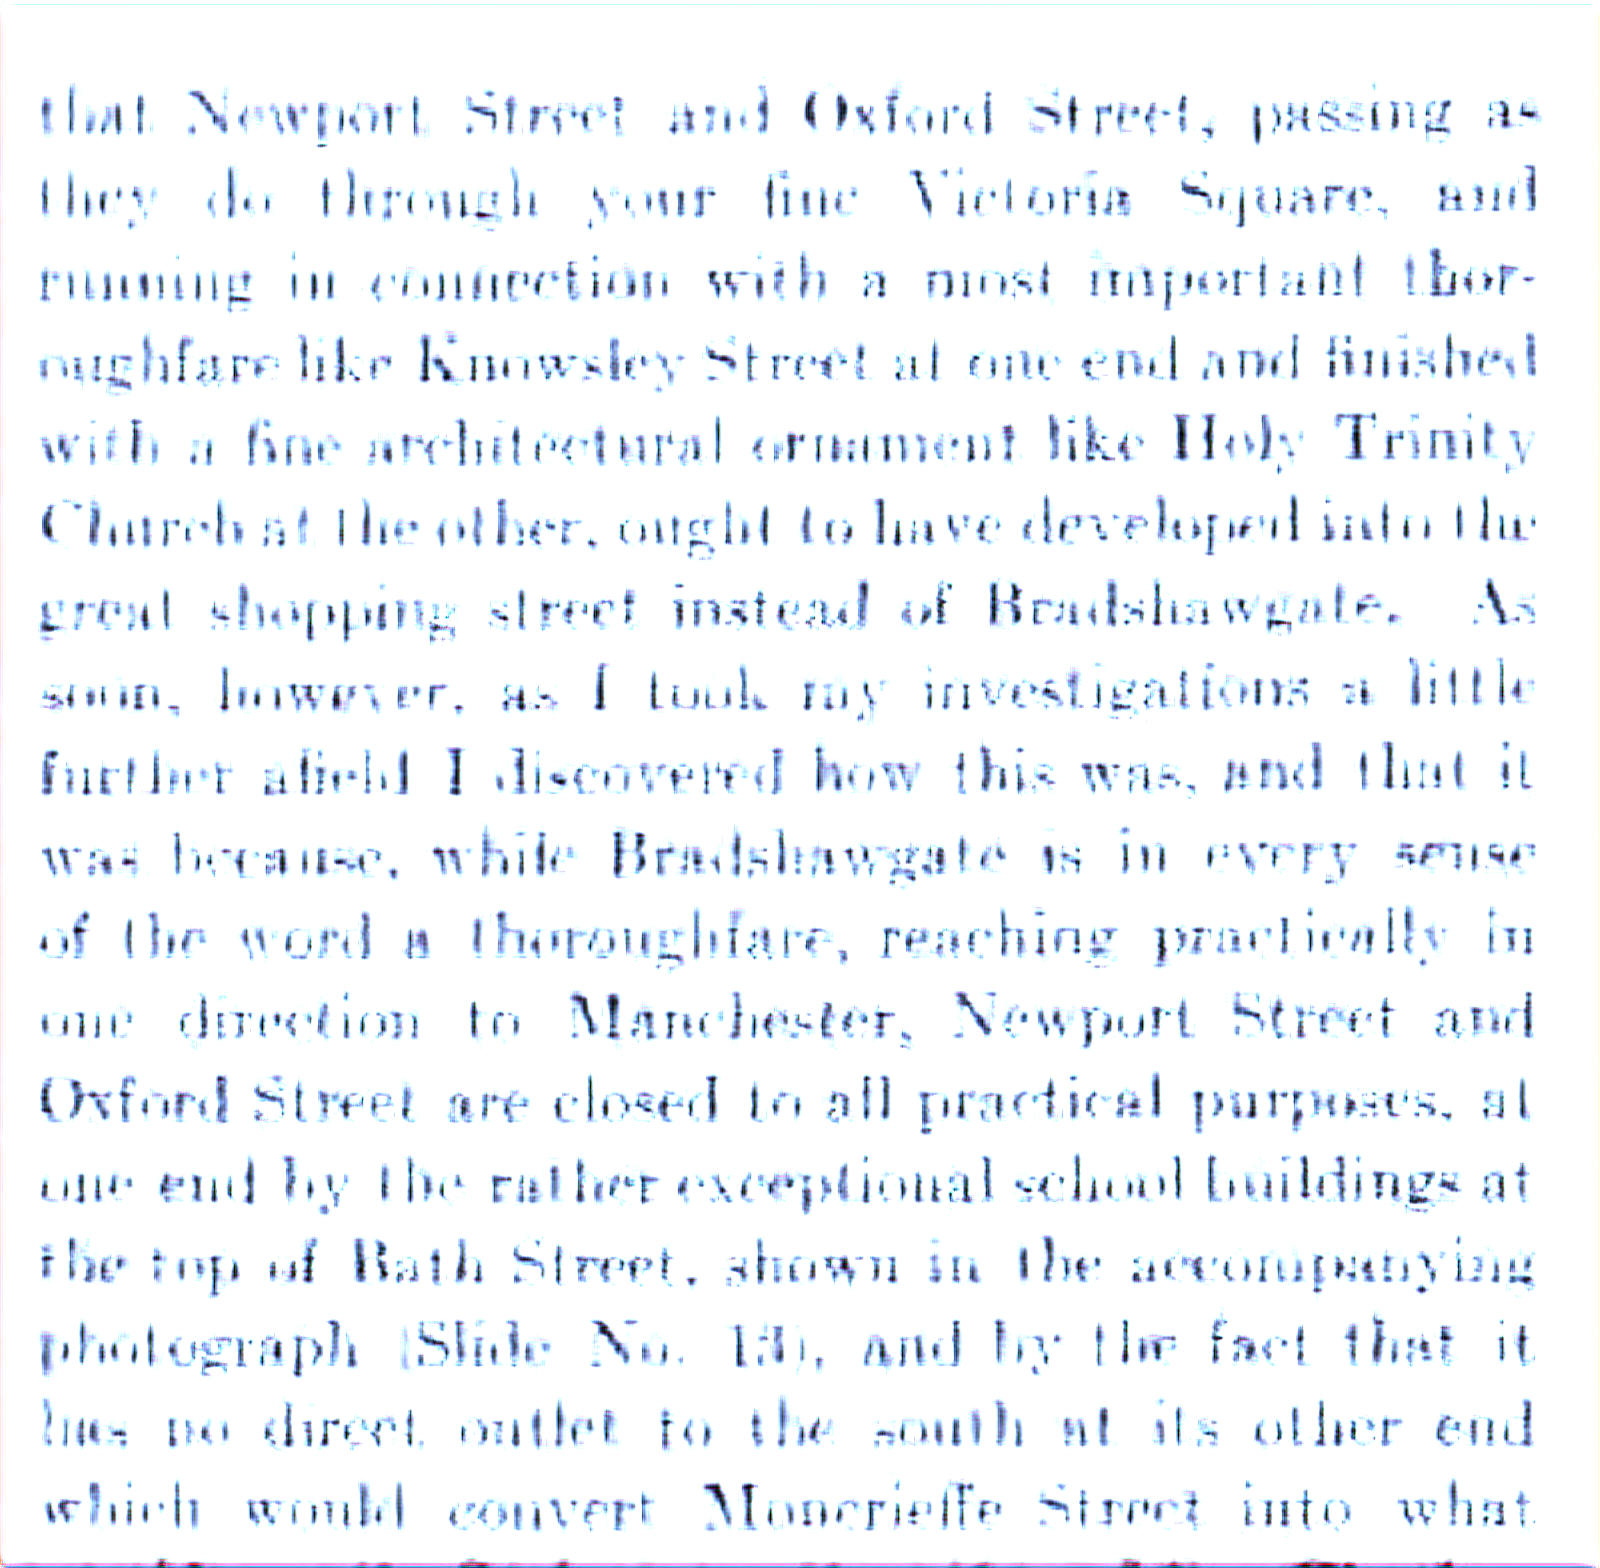 that Newport Street and Oxford Street, passing as
they do through your fine Victoria Square, and
running in connection with a most important thor-
oughfare like Knowsley Street at one end and finished
with a fine architectural ornament like Holy Trinity
Church at the other, ought to have developed into the
great shopping street instead of Bradshawgate. As
soon, however, as I took my investigations a little
further afield I discovered how this was, and that it
was because, while Bradshawgate is in every sense
of the word a thoroughfare, reaching practically in
one direction to Manchester, Newport Street and
Oxford Street are closed to all practical purposes, at
one end by the rather exceptional school buildings at
the top of Bath Street, shown in the accompanying
photograph (Slide No. 13), and by the fact that it
has no direct outlet to the south at its other end
which would convert Moncrieffe Street into what